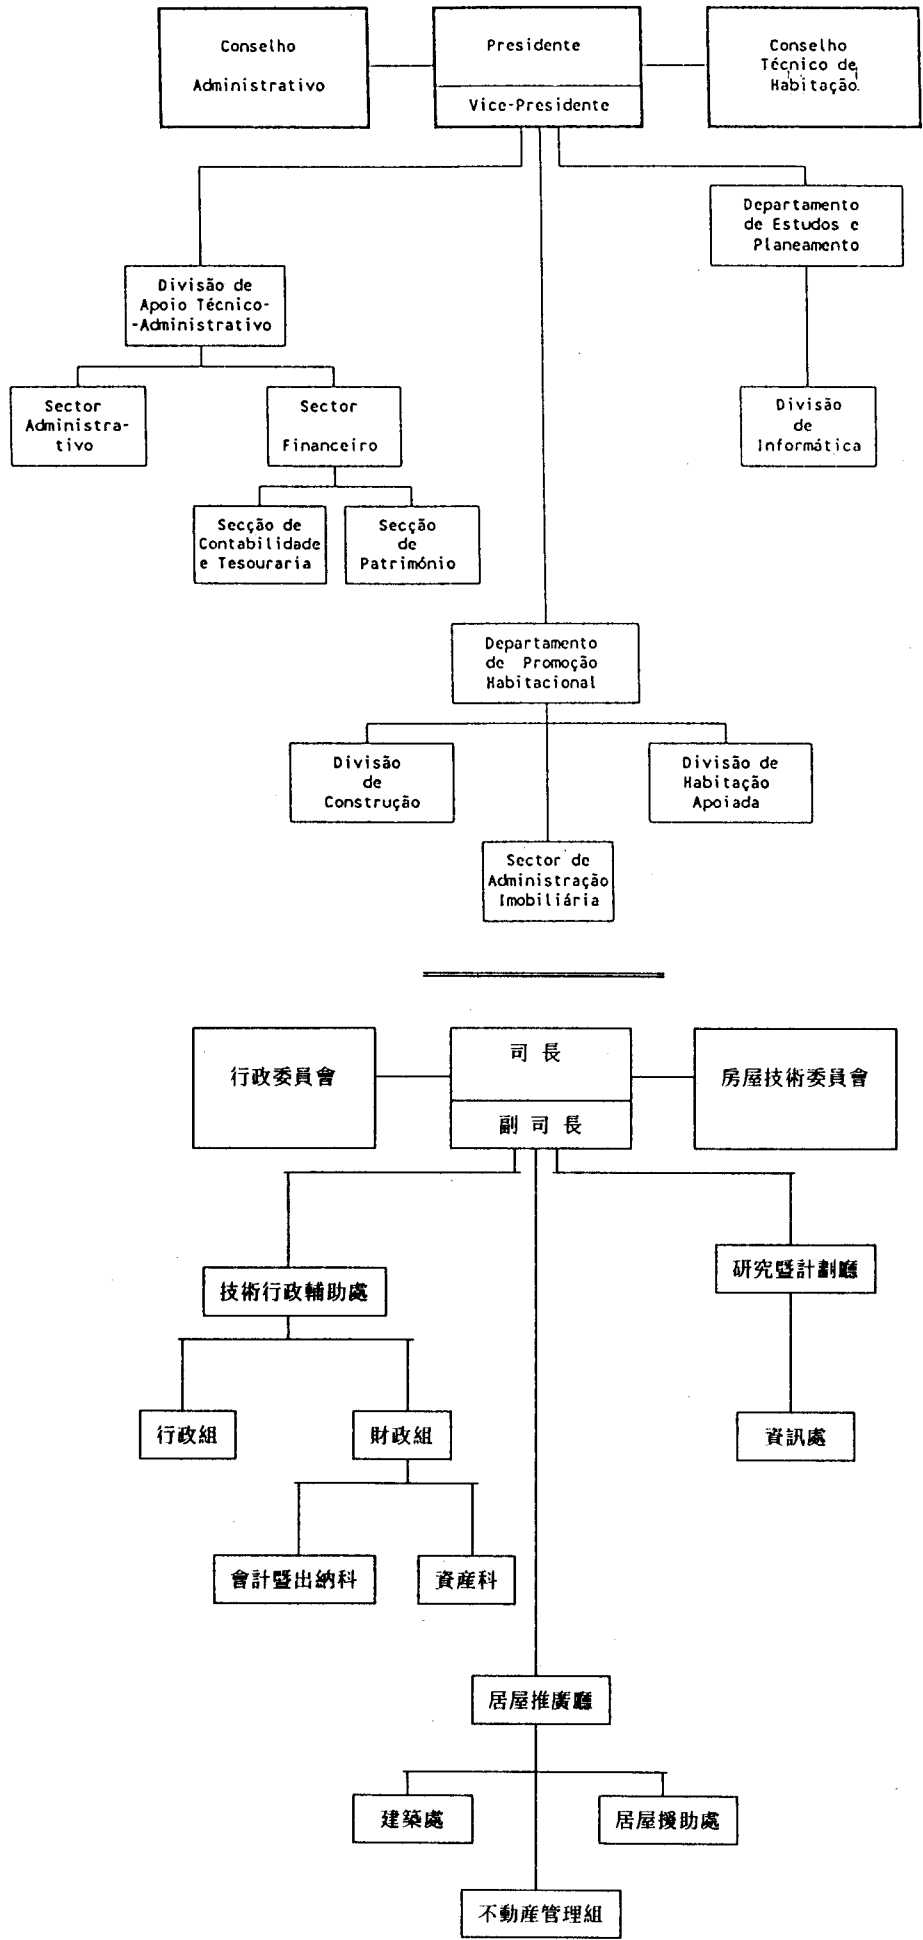 Conselho
Administrativo
Presidente
Vice-Presidente
Conselho
Técnico de
Habitação
Departamento
de Estudos e
Planeamento
Divisão de
Apoio Técnico-
-Administrativo
Sector
Administra-
tivo
Sector
Financeiro
Divisão
de
Informática
Secção de
Contabilidade
e Tesouraria
Secção
de
Património
Departamento
de Promoção
Habitacional
Divisão
de
Construção
Divisão de
Habitação
Apoiada
Sector de
Administração
Imobiliária
行政委員會
司 長
副 司 長
房屋技術委員會
研究暨計劃廳
技術行政輔助處
行政組
財政組
資訊處
會計暨出納科
資産科
居屋推廣廳
建築處
居屋援助處
不動産管理組